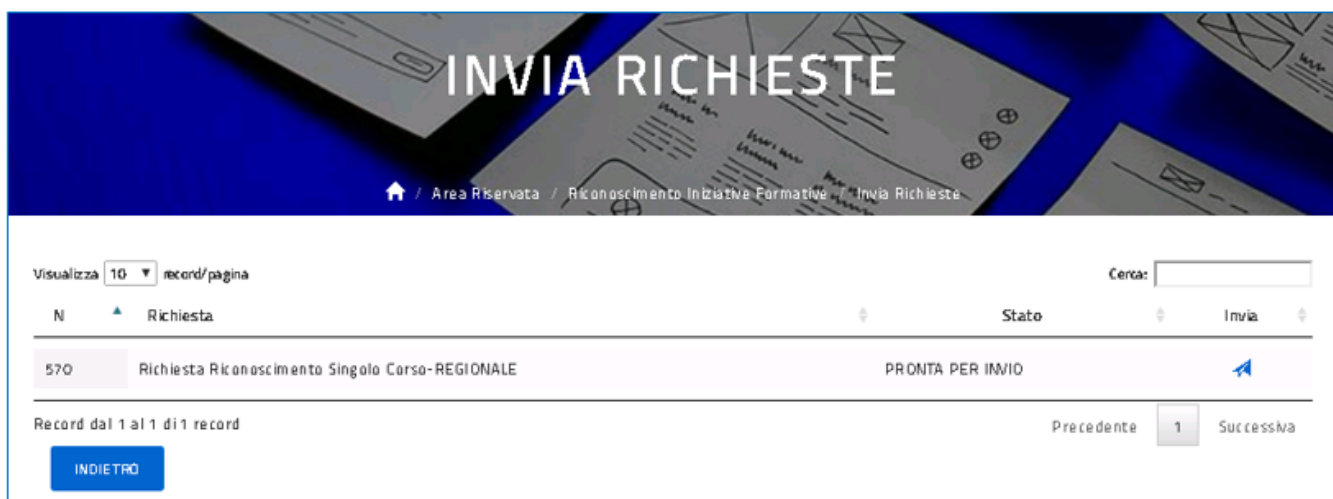 INVIA RICHIESTE
/ Area Riservata / Riconoscimento Iniziative Formative / Invia Richieste
Visualizza 10 record/pagina Cerca:
N Richiesta Stato Invia
570 Richiesta Riconoscimento Singolo Corso-REGIONALE PRONTA PER INVIO
Record dal 1 al 1 di 1 record Precedente 1 Successiva
INDIETRO